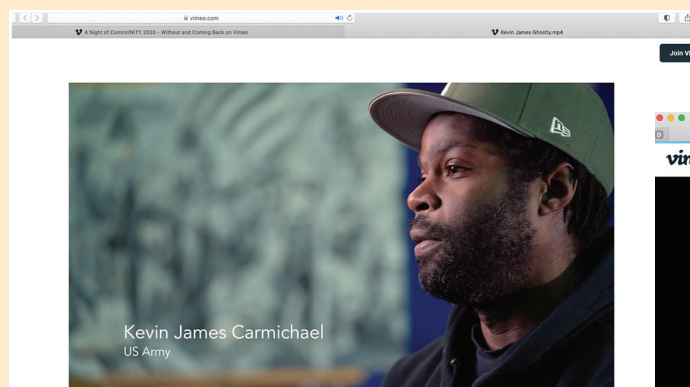 vimeo.com
A Night of CommUNITY 2020 - Without and Coming Back on Vimeo
Kevin James Ghostly.mp4
Kevin James Carmichael
US Army